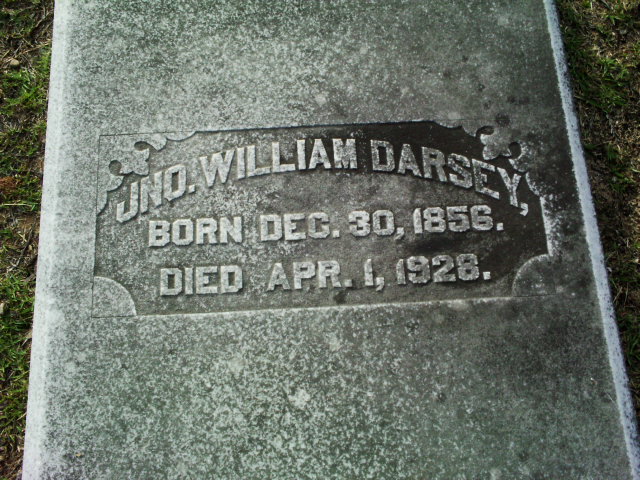 JNO. WILLIAM DARSEY,
BORN DEC. 30, 1856.
DIED APR. 1, 1928.